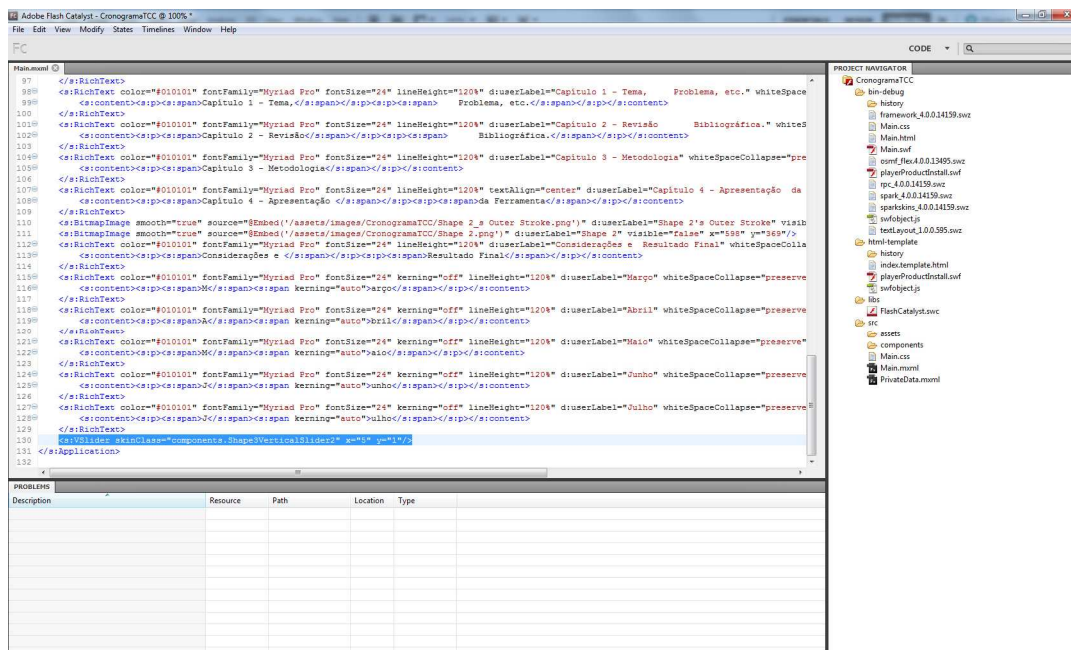 Adobe Flash Catalyst - CronogramaTCC @ 100% *
File Edit View Modify States Timelines Window Help
FC
CODE
Main.mxml
97 </s:RichText>
98 <s:RichText color="#010101" fontFamily="Myriad Pro" fontSize="24" lineHeight="120%" d:userLabel="Capítulo 1 - Tema, Problema, etc." whiteSpace
99 <s:content><s:p><s:span>Capítulo 1 - Tema,</s:span></s:p><s:p><s:span> Problema, etc.</s:span></s:p></s:content>
100 </s:RichText>
101 <s:RichText color="#010101" fontFamily="Myriad Pro" fontSize="24" lineHeight="120%" d:userLabel="Capítulo 2 - Revisão Bibliográfica." whiteS
102 <s:content><s:p><s:span>Capítulo 2 - Revisão</s:span></s:p><s:p><s:span> Bibliográfica.</s:span></s:p></s:content>
103 </s:RichText>
104 <s:RichText color="#010101" fontFamily="Myriad Pro" fontSize="24" lineHeight="120%" d:userLabel="Capítulo 3 - Metodologia" whiteSpaceCollapse="pre
105 <s:content><s:p><s:span>Capítulo 3 - Metodologia</s:span></s:p></s:content>
106 </s:RichText>
107 <s:RichText color="#010101" fontFamily="Myriad Pro" fontSize="24" lineHeight="120%" textAlign="center" d:userLabel="Capítulo 4 - Apresentação da
108 <s:content><s:p><s:span>Capítulo 4 - Apresentação </s:span></s:p><s:p><s:span>da Ferramenta</s:span></s:p></s:content>
109 </s:RichText>
110 <s:BitmapImage smooth="true" source="@Embed('/assets/images/CronogramaTCC/Shape 2_s Outer Stroke.png')" d:userLabel="Shape 2's Outer Stroke" visib
111 <s:BitmapImage smooth="true" source="@Embed('/assets/images/CronogramaTCC/Shape 2.png')" d:userLabel="Shape 2" visible="false" x="598" y="369"/>
112 <s:RichText color="#010101" fontFamily="Myriad Pro" fontSize="24" lineHeight="120%" d:userLabel="Considerações e Resultado Final" whiteSpaceColla
113 <s:content><s:p><s:span>Considerações e </s:span></s:p><s:p><s:span>Resultado Final</s:span></s:p></s:content>
114 </s:RichText>
115 <s:RichText color="#010101" fontFamily="Myriad Pro" fontSize="24" kerning="off" lineHeight="120%" d:userLabel="Março" whiteSpaceCollapse="preserve
116 <s:content><s:p><s:span>M</s:span><s:span kerning="auto">arço</s:span></s:p></s:content>
117 </s:RichText>
118 <s:RichText color="#010101" fontFamily="Myriad Pro" fontSize="24" kerning="off" lineHeight="120%" d:userLabel="Abril" whiteSpaceCollapse="preserve
119 <s:content><s:p><s:span>A</s:span><s:span kerning="auto">bril</s:span></s:p></s:content>
120 </s:RichText>
121 <s:RichText color="#010101" fontFamily="Myriad Pro" fontSize="24" kerning="off" lineHeight="120%" d:userLabel="Maio" whiteSpaceCollapse="preserve"
122 <s:content><s:p><s:span>M</s:span><s:span kerning="auto">aio</s:span></s:p></s:content>
123 </s:RichText>
124 <s:RichText color="#010101" fontFamily="Myriad Pro" fontSize="24" kerning="off" lineHeight="120%" d:userLabel="Junho" whiteSpaceCollapse="preserve
125 <s:content><s:p><s:span>J</s:span><s:span kerning="auto">unho</s:span></s:p></s:content>
126 </s:RichText>
127 <s:RichText color="#010101" fontFamily="Myriad Pro" fontSize="24" kerning="off" lineHeight="120%" d:userLabel="Julho" whiteSpaceCollapse="preserve
128 <s:content><s:p><s:span>J</s:span><s:span kerning="auto">ulho</s:span></s:p></s:content>
129 </s:RichText>
130 <s:VSlider skinClass="components.Shape3VerticalSlider2" x="5" y="1"/>
131 </s:Application>
132
PROBLEMS
Description Resource Path Location Type
PROJECT NAVIGATOR
CronogramaTCC
bin-debug
history
framework_4.0.0.14159.swz
Main.css
Main.html
Main.swf
osmf_flex.4.0.0.13495.swz
playerProductInstall.swf
rpc_4.0.0.14159.swz
spark_4.0.0.14159.swz
sparkskins_4.0.0.14159.swz
swfobject.js
textLayout_1.0.0.595.swz
html-template
history
index.template.html
playerProductInstall.swf
swfobject.js
libs
FlashCatalyst.swc
src
assets
components
Main.css
Main.mxml
PrivateData.mxml